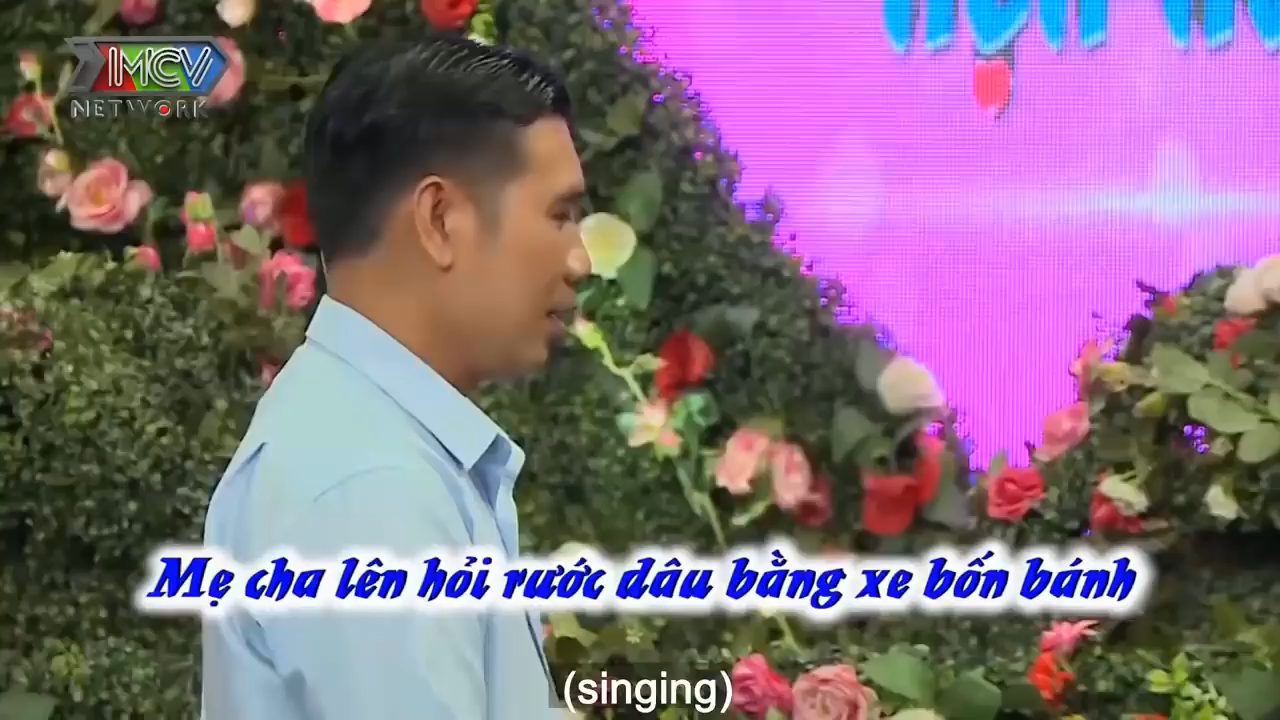 MCV
NETWORK
Mẹ cha lên hỏi rước dâu bằng xe bốn bánh
(singing)